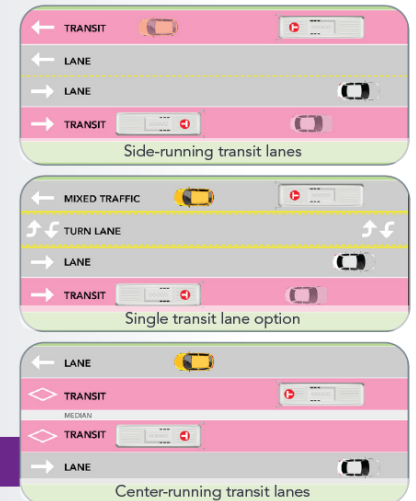 TRANSIT
LANE
LANE
TRANSIT
Side-running transit lanes
MIXED TRAFFIC
TURN LANE
LANE
TRANSIT
Single transit lane option
LANE
TRANSIT
MEDIAN
TRANSIT
LANE
Center-running transit lanes